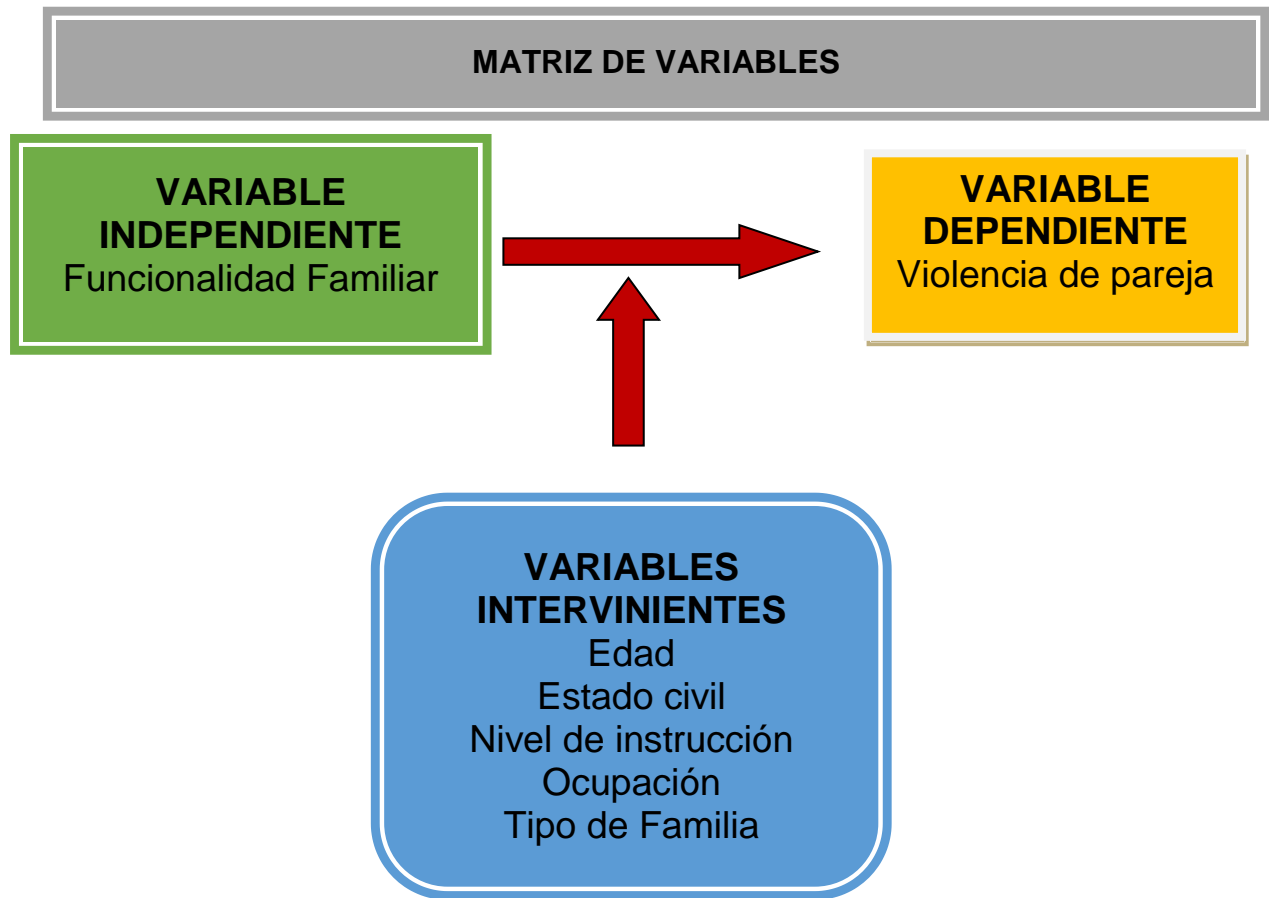 MATRIZ DE VARIABLES
VARIABLE
INDEPENDIENTE
Funcionalidad Familiar
VARIABLE
DEPENDIENTE
Violencia de pareja
VARIABLES
INTERVINIENTES
Edad
Estado civil
Nivel de instrucción
Ocupación
Tipo de Familia